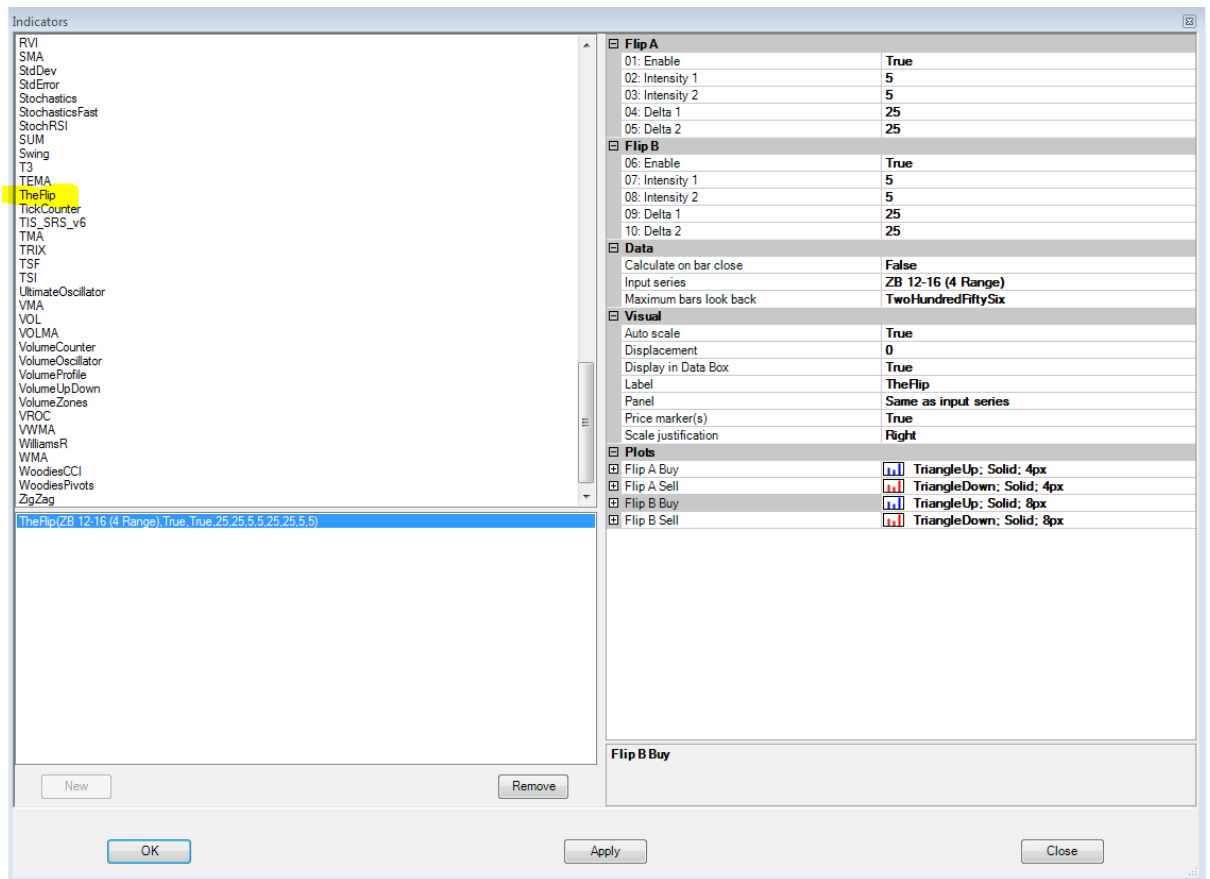 Indicators
RVI
SMA
StdDev
StdError
Stochastics
StochasticsFast
StochRSI
SUM
Swing
T3
TEMA
TheFlip
TickCounter
TIS_SRS_v6
TMA
TRIX
TSF
TSI
UltimateOscillator
VMA
VOL
VOLMA
VolumeCounter
VolumeOscillator
VolumeProfile
VolumeUpDown
VolumeZones
VROC
VWMA
WilliamsR
WMA
WoodiesCCI
WoodiesPivots
ZigZag
TheFlip(ZB 12-16 (4 Range),True,True,25,25,5,5,25,25,5,5)
New
Remove
Flip A
01: Enable True
02: Intensity 1 5
03: Intensity 2 5
04: Delta 1 25
05: Delta 2 25
Flip B
06: Enable True
07: Intensity 1 5
08: Intensity 2 5
09: Delta 1 25
10: Delta 2 25
Data
Calculate on bar close False
Input series ZB 12-16 (4 Range)
Maximum bars look back TwoHundredFiftySix
Visual
Auto scale True
Displacement 0
Display in Data Box True
Label TheFlip
Panel Same as input series
Price marker(s) True
Scale justification Right
Plots
Flip A Buy TriangleUp; Solid; 4px
Flip A Sell TriangleDown; Solid; 4px
Flip B Buy TriangleUp; Solid; 8px
Flip B Sell TriangleDown; Solid; 8px
Flip B Buy
OK
Apply
Close